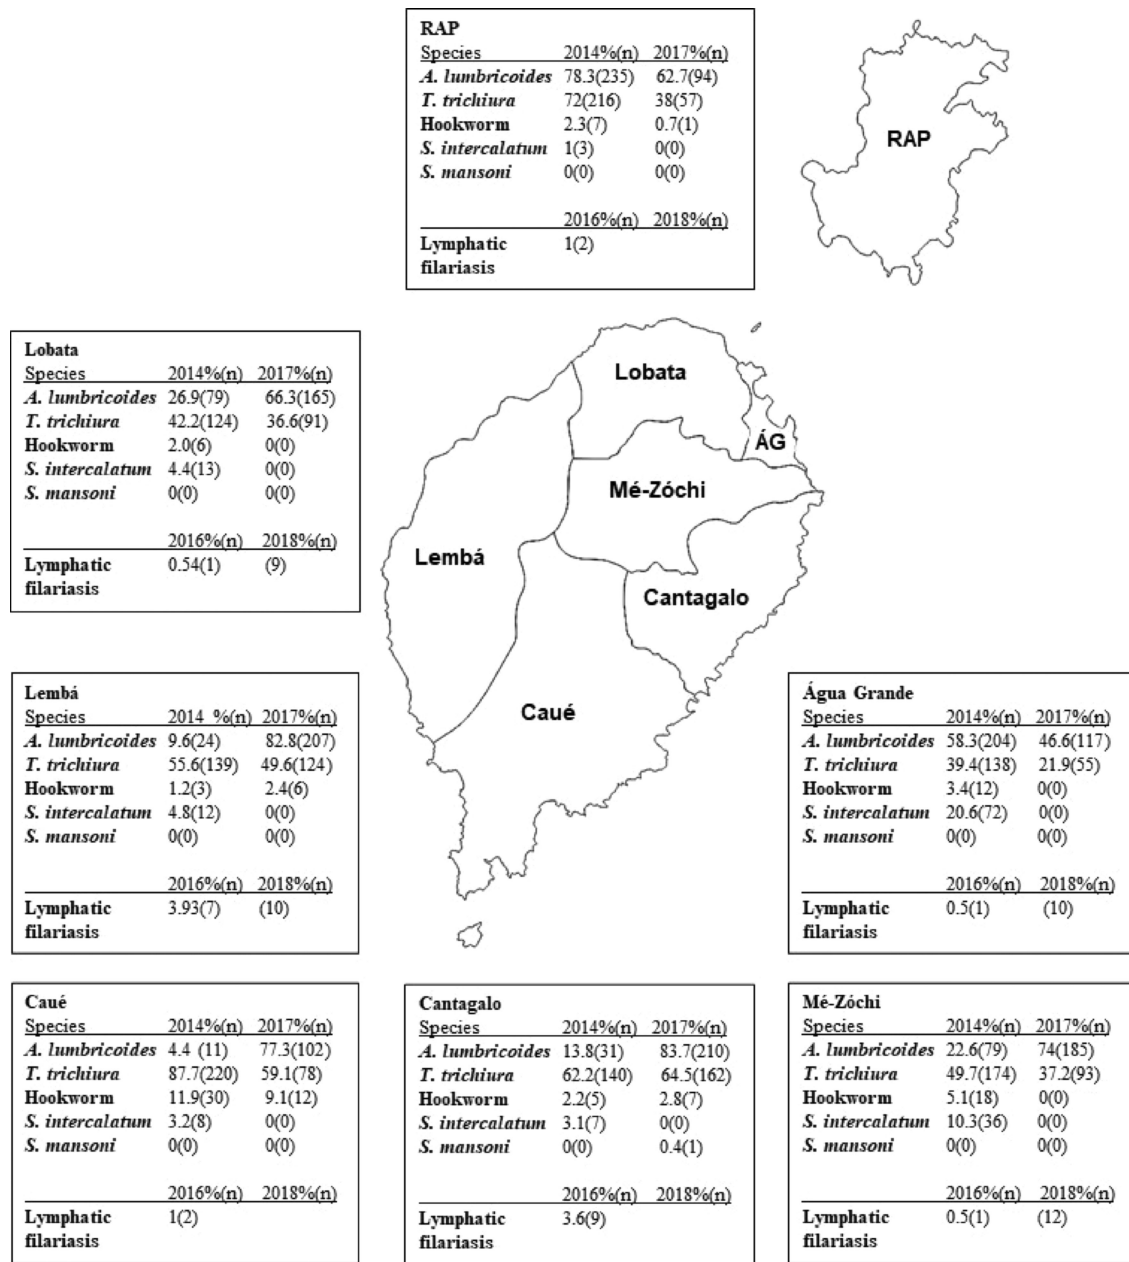 RAP
Species 2014%(n) 2017%(n)
A. lumbricoides 78.3(235) 62.7(94)
T. trichiura 72(216) 38(57)
Hookworm 2.3(7) 0.7(1)
S. intercalatum 1(3) 0(0)
S. mansoni 0(0) 0(0)
2016%(n) 2018%(n)
Lymphatic 1(2)
filariasis
RAP
Lobata
Species 2014%(n) 2017%(n)
A. lumbricoides 26.9(79) 66.3(165)
T. trichiura 42.2(124) 36.6(91)
Hookworm 2.0(6) 0(0)
S. intercalatum 4.4(13) 0(0)
S. mansoni 0(0) 0(0)
2016%(n) 2018%(n)
Lymphatic 0.54(1) (9)
filariasis
Lobata
ÁG
Mé-Zóchi
Lembá
Cantagalo
Caué
Lembá
Species 2014 %(n) 2017%(n)
A. lumbricoides 9.6(24) 82.8(207)
T. trichiura 55.6(139) 49.6(124)
Hookworm 1.2(3) 2.4(6)
S. intercalatum 4.8(12) 0(0)
S. mansoni 0(0) 0(0)
2016%(n) 2018%(n)
Lymphatic 3.93(7) (10)
filariasis
Água Grande
Species 2014%(n) 2017%(n)
A. lumbricoides 58.3(204) 46.6(117)
T. trichiura 39.4(138) 21.9(55)
Hookworm 3.4(12) 0(0)
S. intercalatum 20.6(72) 0(0)
S. mansoni 0(0) 0(0)
2016%(n) 2018%(n)
Lymphatic 0.5(1) (10)
filariasis
Caué
Species 2014%(n) 2017%(n)
A. lumbricoides 4.4 (11) 77.3(102)
T. trichiura 87.7(220) 59.1(78)
Hookworm 11.9(30) 9.1(12)
S. intercalatum 3.2(8) 0(0)
S. mansoni 0(0) 0(0)
2016%(n) 2018%(n)
Lymphatic 1(2)
filariasis
Cantagalo
Species 2014%(n) 2017%(n)
A. lumbricoides 13.8(31) 83.7(210)
T. trichiura 62.2(140) 64.5(162)
Hookworm 2.2(5) 2.8(7)
S. intercalatum 3.1(7) 0(0)
S. mansoni 0(0) 0.4(1)
2016%(n) 2018%(n)
Lymphatic 3.6(9)
filariasis
Mé-Zóchi
Species 2014%(n) 2017%(n)
A. lumbricoides 22.6(79) 74(185)
T. trichiura 49.7(174) 37.2(93)
Hookworm 5.1(18) 0(0)
S. intercalatum 10.3(36) 0(0)
S. mansoni 0(0) 0(0)
2016%(n) 2018%(n)
Lymphatic 0.5(1) (12)
filariasis